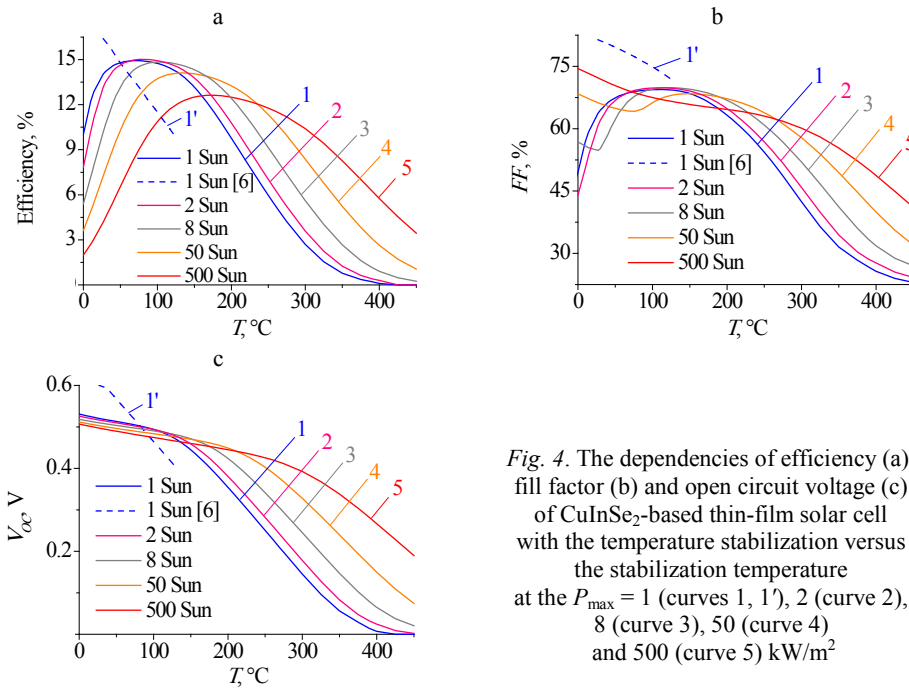 a
Efficiency, %
15
12
9
6
3
0
100
200
300
400
T, °C
1'
1
2
3
4
5
1 Sun
1 Sun [6]
2 Sun
8 Sun
50 Sun
500 Sun
b
FF, %
75
60
45
30
0
100
200
300
400
T, °C
1'
1
2
3
4
5
1 Sun
1 Sun [6]
2 Sun
8 Sun
50 Sun
500 Sun
c
V_OC, V
0.6
0.4
0.2
0
100
200
300
400
T, °C
1'
1
2
3
4
5
1 Sun
1 Sun [6]
2 Sun
8 Sun
50 Sun
500 Sun
Fig. 4. The dependencies of efficiency (a)
fill factor (b) and open circuit voltage (c)
of CuInSe₂-based thin-film solar cell
with the temperature stabilization versus
the stabilization temperature
at the P_max = 1 (curves 1, 1′), 2 (curve 2),
8 (curve 3), 50 (curve 4)
and 500 (curve 5) kW/m²